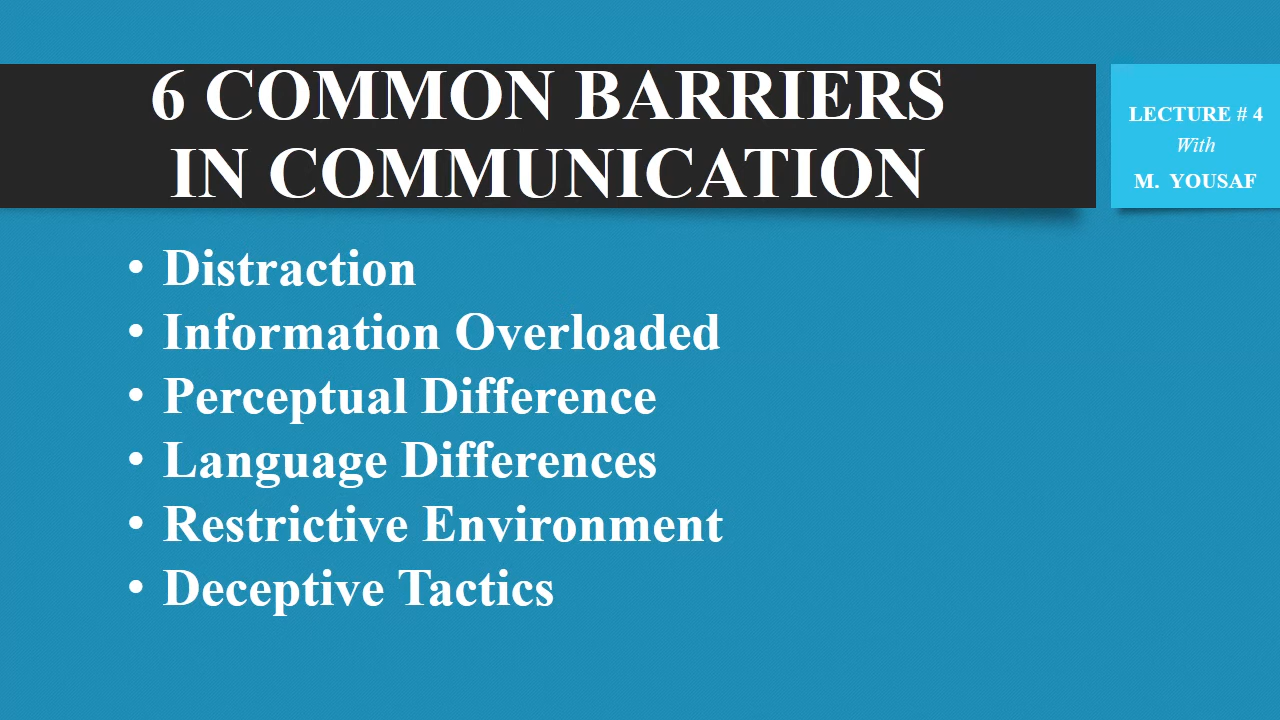 6 COMMON BARRIERS
IN COMMUNICATION
LECTURE # 4
With
M. YOUSAF
• Distraction
• Information Overloaded
• Perceptual Difference
• Language Differences
• Restrictive Environment
• Deceptive Tactics